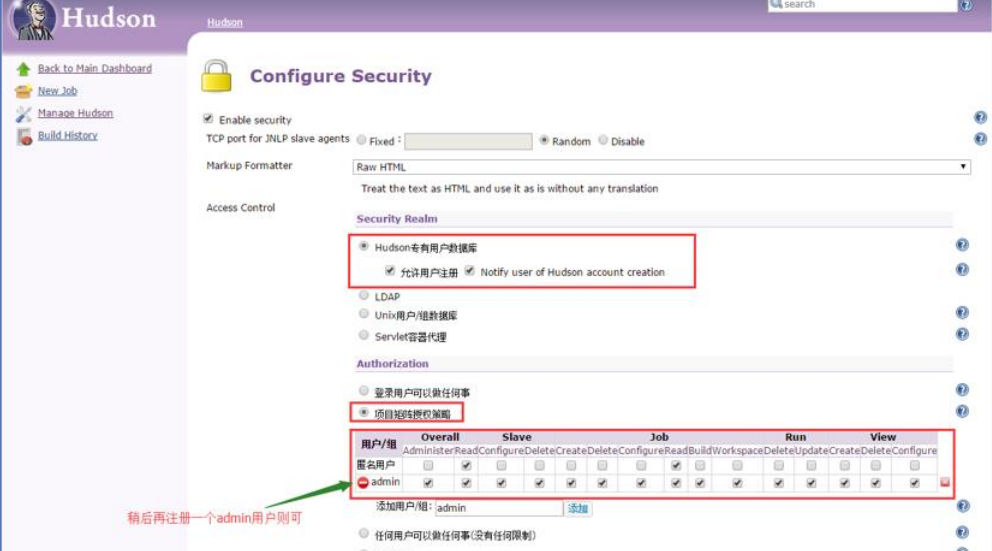 Hudson
search
Hudson
Back to Main Dashboard
New Job
Manage Hudson
Build History
Configure Security
Enable security
TCP port for JNLP slave agents Fixed : Random Disable
Markup Formatter Raw HTML
Treat the text as HTML and use it as is without any translation
Access Control
Security Realm
Hudson专有用户数据库
允许用户注册 Notify user of Hudson account creation
LDAP
Unix用户/组数据库
Servlet容器代理
Authorization
登录用户可以做任何事
项目矩阵授权策略
用户/组 Overall Slave Job Run View
Administer Read Configure Delete Create Delete Configure Read Build Workspace Delete Update Create Delete Configure
匿名用户
admin
添加用户/组: admin 添加
稍后再注册一个admin用户则可
任何用户可以做任何事(没有任何限制)